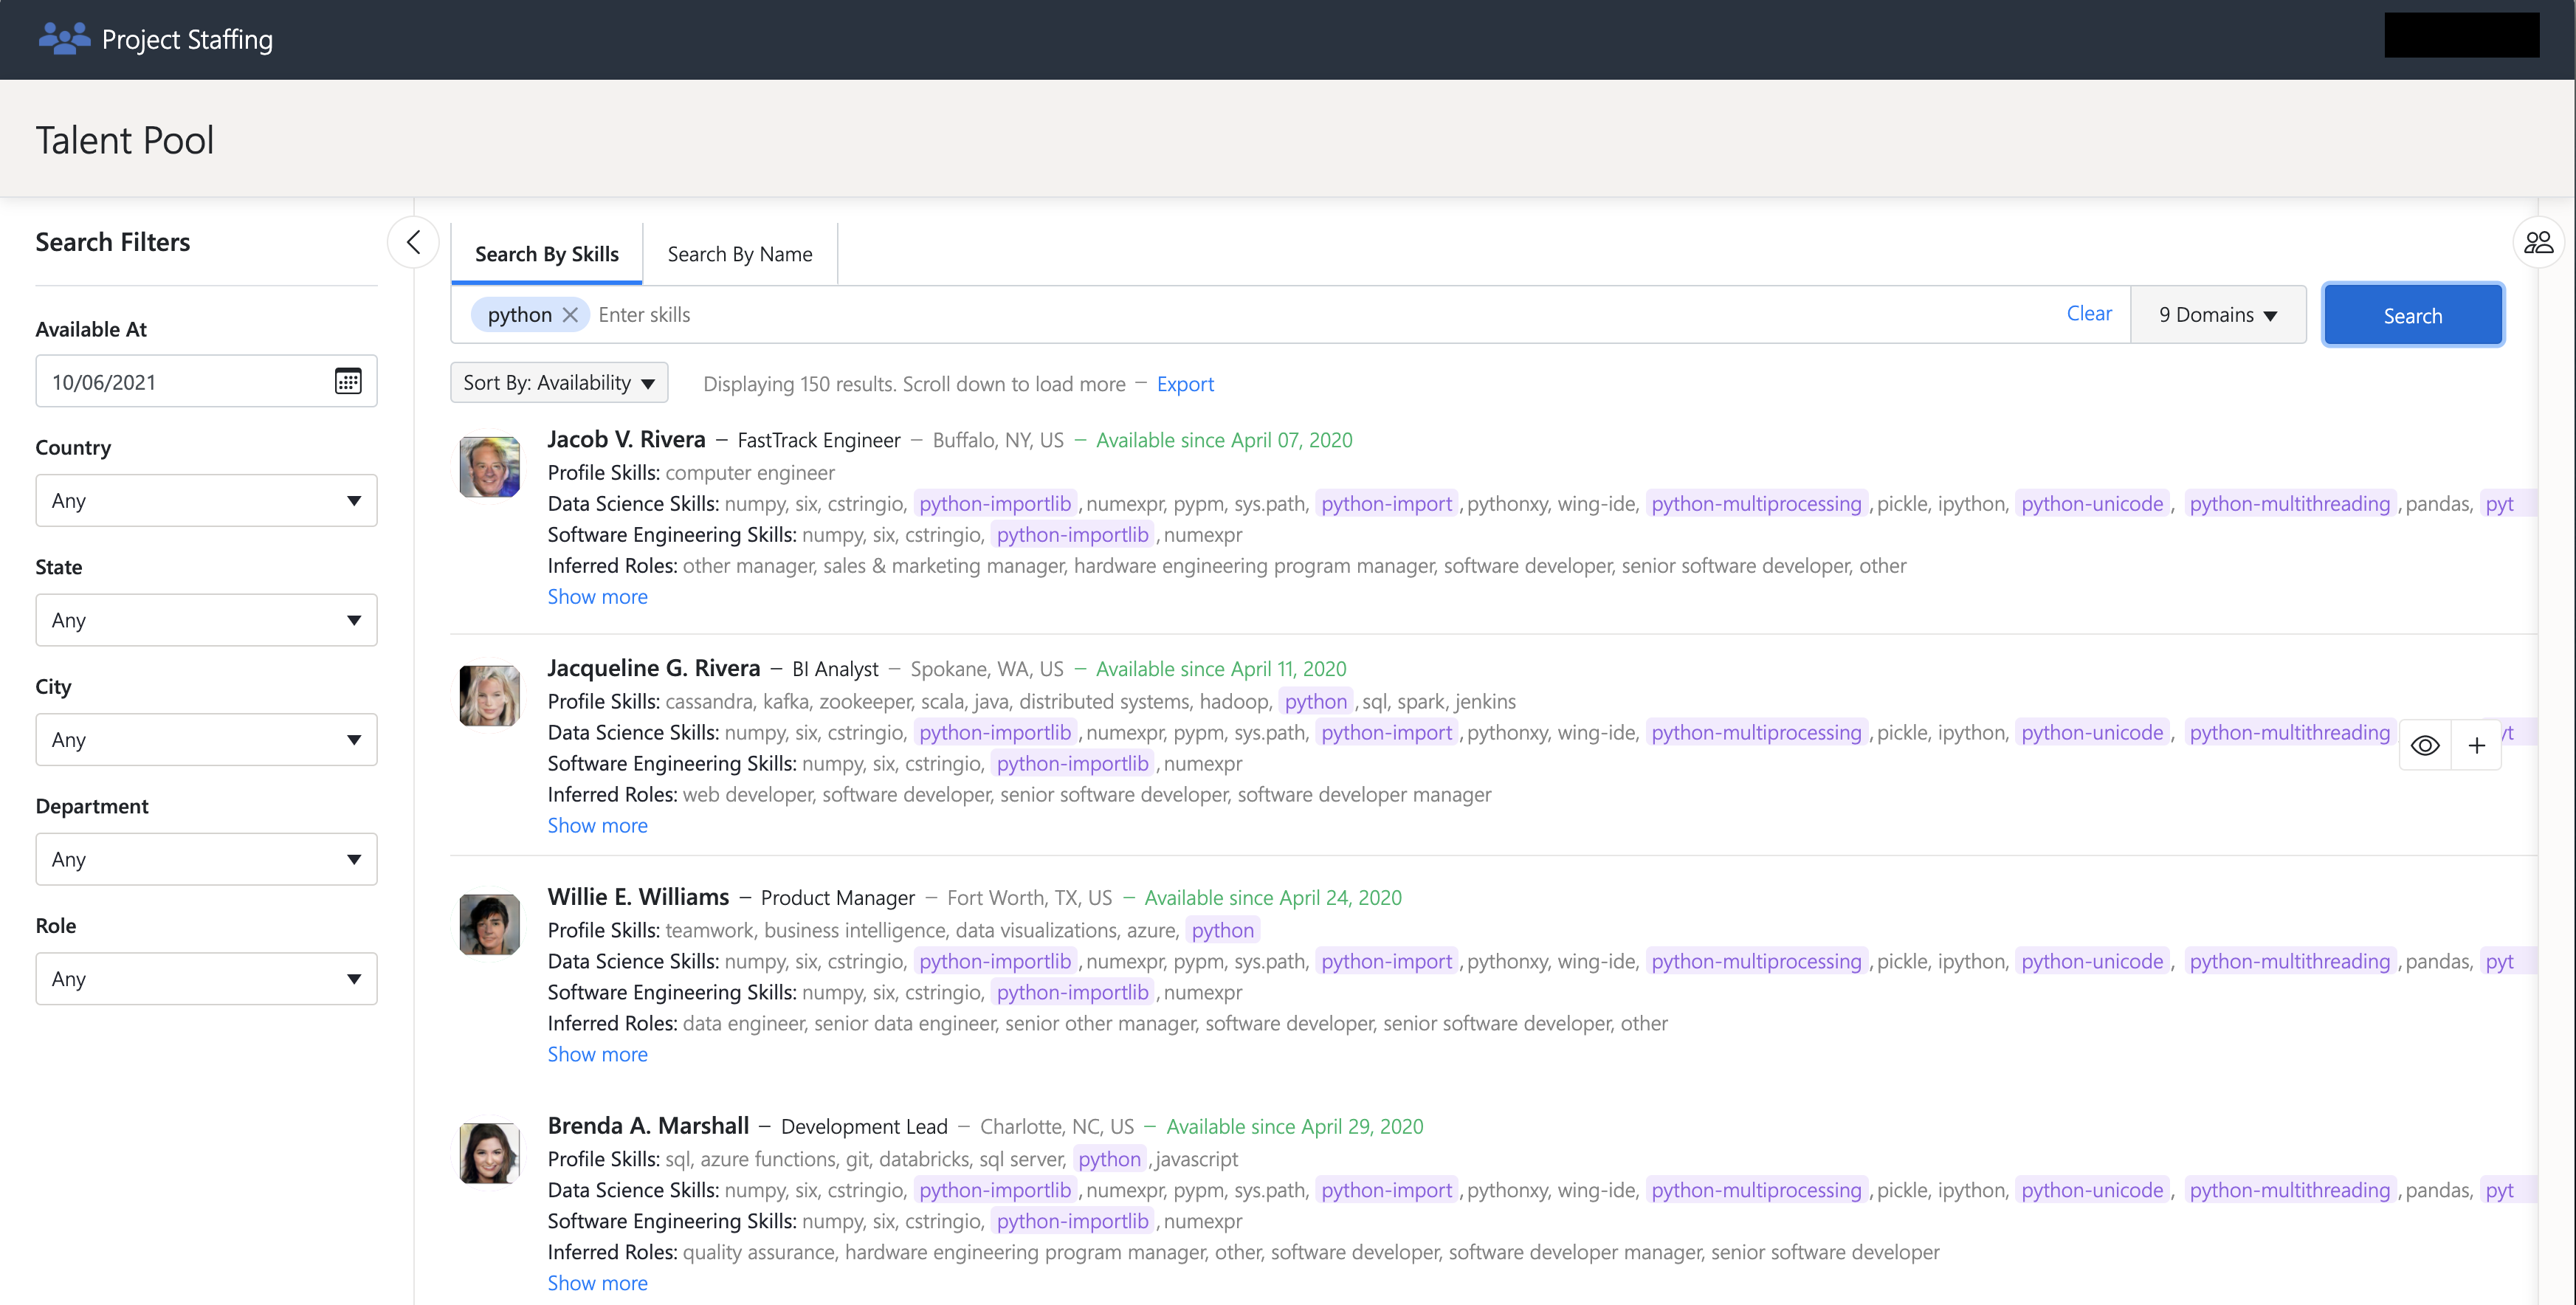 Project Staffing
Talent Pool
Search Filters
Available At
10/06/2021
Country
Any
State
Any
City
Any
Department
Any
Role
Any
Search By Skills
Search By Name
python Enter skills
Clear
9 Domains
Search
Sort By: Availability
Displaying 150 results. Scroll down to load more — Export
Jacob V. Rivera — FastTrack Engineer — Buffalo, NY, US — Available since April 07, 2020
Profile Skills: computer engineer
Data Science Skills: numpy, six, cstringio, python-importlib, numexpr, pypm, sys.path, python-import, pythonxy, wing-ide, python-multiprocessing, pickle, ipython, python-unicode, python-multithreading, pandas, pyt
Software Engineering Skills: numpy, six, cstringio, python-importlib, numexpr
Inferred Roles: other manager, sales & marketing manager, hardware engineering program manager, software developer, senior software developer, other
Show more
Jacqueline G. Rivera — BI Analyst — Spokane, WA, US — Available since April 11, 2020
Profile Skills: cassandra, kafka, zookeeper, scala, java, distributed systems, hadoop, python, sql, spark, jenkins
Data Science Skills: numpy, six, cstringio, python-importlib, numexpr, pypm, sys.path, python-import, pythonxy, wing-ide, python-multiprocessing, pickle, ipython, python-unicode, python-multithreading
Software Engineering Skills: numpy, six, cstringio, python-importlib, numexpr
Inferred Roles: web developer, software developer, senior software developer, software developer manager
Show more
Willie E. Williams — Product Manager — Fort Worth, TX, US — Available since April 24, 2020
Profile Skills: teamwork, business intelligence, data visualizations, azure, python
Data Science Skills: numpy, six, cstringio, python-importlib, numexpr, pypm, sys.path, python-import, pythonxy, wing-ide, python-multiprocessing, pickle, ipython, python-unicode, python-multithreading, pandas, pyt
Software Engineering Skills: numpy, six, cstringio, python-importlib, numexpr
Inferred Roles: data engineer, senior data engineer, senior other manager, software developer, senior software developer, other
Show more
Brenda A. Marshall — Development Lead — Charlotte, NC, US — Available since April 29, 2020
Profile Skills: sql, azure functions, git, databricks, sql server, python, javascript
Data Science Skills: numpy, six, cstringio, python-importlib, numexpr, pypm, sys.path, python-import, pythonxy, wing-ide, python-multiprocessing, pickle, ipython, python-unicode, python-multithreading, pandas, pyt
Software Engineering Skills: numpy, six, cstringio, python-importlib, numexpr
Inferred Roles: quality assurance, hardware engineering program manager, other, software developer, software developer manager, senior software developer
Show more